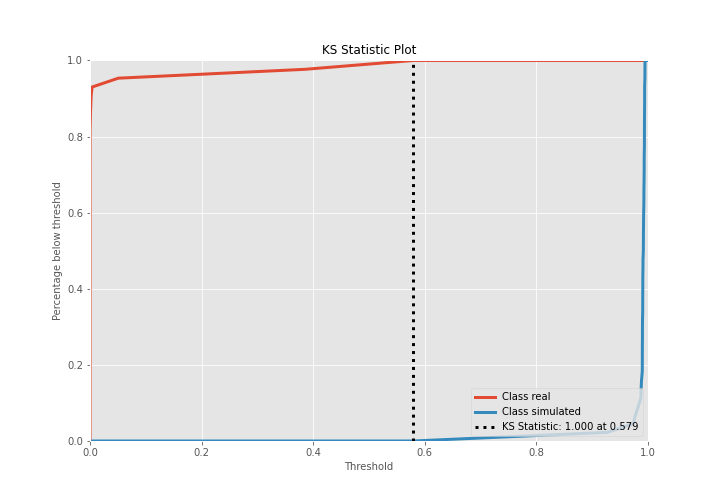 KS Statistic Plot
1.0
0.8
0.6
0.4
0.2
0.0
Percentage below threshold
0.0 0.2 0.4 0.6 0.8 1.0
Threshold
Class real
Class simulated
KS Statistic: 1.000 at 0.579